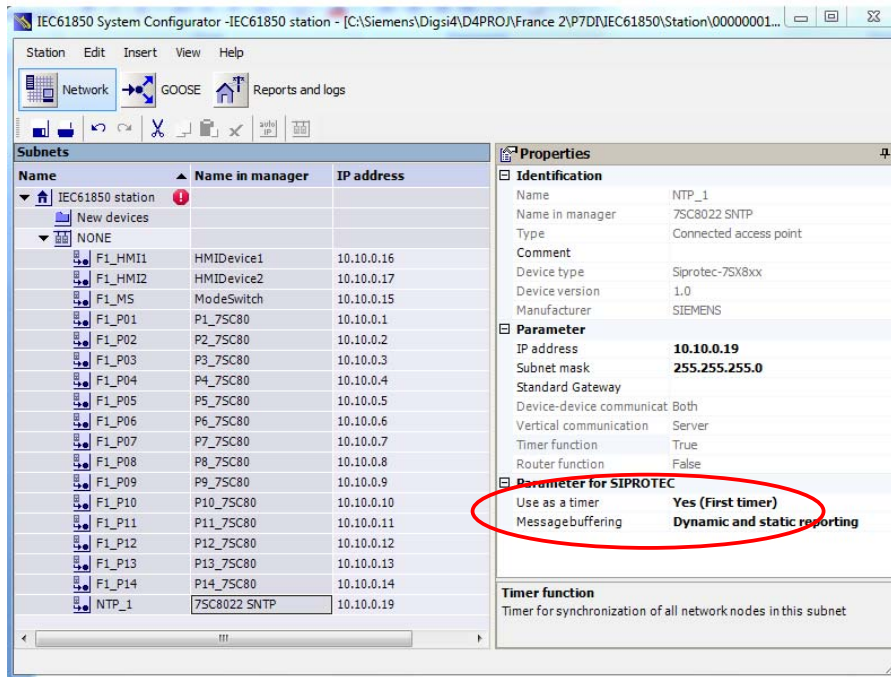 IEC61850 System Configurator -IEC61850 station - [C:\Siemens\Digsi4\D4PROJ\France 2\P7DI\IEC61850\Station\00000001...
Station Edit Insert View Help
Network GOOSE Reports and logs
auto IP
Subnets
Name Name in manager IP address
IEC61850 station
New devices
NONE
F1_HMI1 HMIDevice1 10.10.0.16
F1_HMI2 HMIDevice2 10.10.0.17
F1_MS ModeSwitch 10.10.0.15
F1_P01 P1_7SC80 10.10.0.1
F1_P02 P2_7SC80 10.10.0.2
F1_P03 P3_7SC80 10.10.0.3
F1_P04 P4_7SC80 10.10.0.4
F1_P05 P5_7SC80 10.10.0.5
F1_P06 P6_7SC80 10.10.0.6
F1_P07 P7_7SC80 10.10.0.7
F1_P08 P8_7SC80 10.10.0.8
F1_P09 P9_7SC80 10.10.0.9
F1_P10 P10_7SC80 10.10.0.10
F1_P11 P11_7SC80 10.10.0.11
F1_P12 P12_7SC80 10.10.0.12
F1_P13 P13_7SC80 10.10.0.13
F1_P14 P14_7SC80 10.10.0.14
NTP_1 7SC8022 SNTP 10.10.0.19
Properties
Identification
Name NTP_1
Name in manager 7SC8022 SNTP
Type Connected access point
Comment
Device type Siprotec-7SX8xx
Device version 1.0
Manufacturer SIEMENS
Parameter
IP address 10.10.0.19
Subnet mask 255.255.255.0
Standard Gateway
Device-device communicat Both
Vertical communication Server
Timer function True
Router function False
Parameter for SIPROTEC
Use as a timer Yes (First timer)
Messagebuffering Dynamic and static reporting
Timer function
Timer for synchronization of all network nodes in this subnet